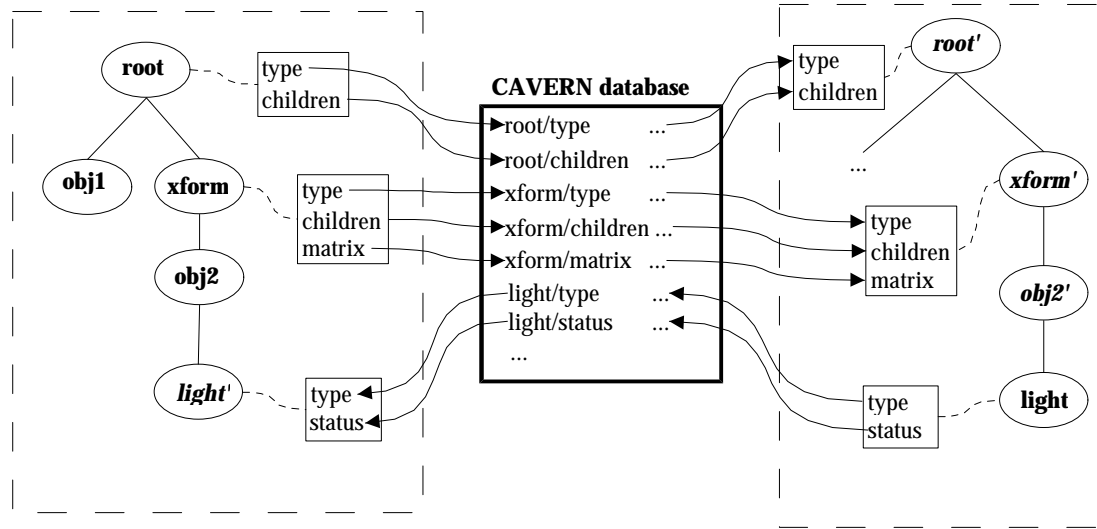 root
type
children
obj1
xform
type
children
matrix
obj2
light'
type
status
CAVERN database
root/type ...
root/children ...
xform/type ...
xform/children ...
xform/matrix ...
light/type ...
light/status ...
...
type
children
root'
...
xform'
type
children
matrix
obj2'
type
status
light